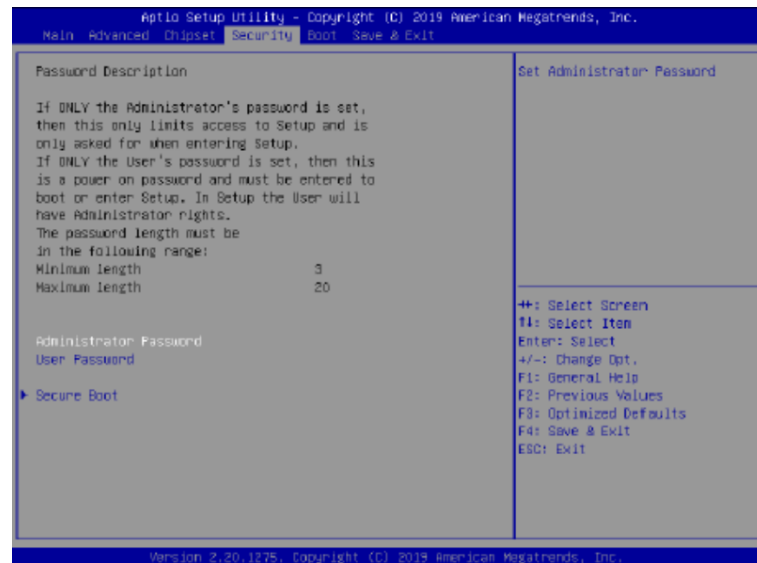 Aptio Setup Utility - Copyright (C) 2019 American Megatrends, Inc.
Main Advanced Chipset Security Boot Save & Exit
Password Description
If ONLY the Administrator's password is set,
then this only limits access to Setup and is
only asked for when entering Setup.
If ONLY the User's password is set, then this
is a power on password and must be entered to
boot or enter Setup. In Setup the User will
have Administrator rights.
The password length must be
in the following range:
Minimum length 3
Maximum length 20
Administrator Password
User Password
Secure Boot
Set Administrator Password
→←: Select Screen
↑↓: Select Item
Enter: Select
+/-: Change Opt.
F1: General Help
F2: Previous Values
F3: Optimized Defaults
F4: Save & Exit
ESC: Exit
Version 2.20.1275. Copyright (C) 2019 American Megatrends, Inc.